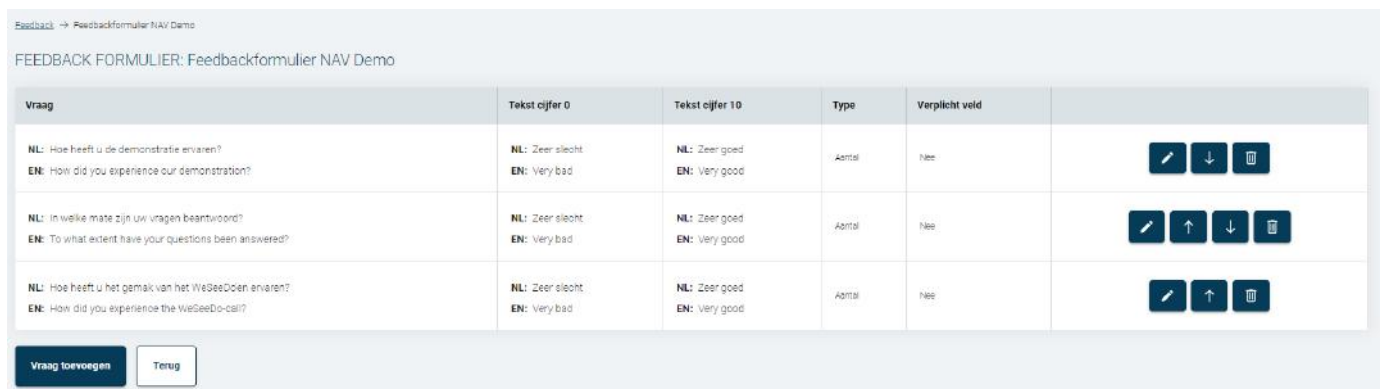 Feedback → Feedbackformulier NAV Demo
FEEDBACK FORMULIER: Feedbackformulier NAV Demo
Vraag Tekst cijfer 0 Tekst cijfer 10 Type Verplicht veld
NL: Hoe heeft u de demonstratie ervaren? NL: Zeer slecht NL: Zeer goed Aantal Nee
EN: How did you experience our demonstration? EN: Very bad EN: Very good
NL: In welke mate zijn uw vragen beantwoord? NL: Zeer slecht NL: Zeer goed Aantal Nee
EN: To what extent have your questions been answered? EN: Very bad EN: Very good
NL: Hoe heeft u het gemak van het WeSeeDoen ervaren? NL: Zeer slecht NL: Zeer goed Aantal Nee
EN: How did you experience the WeSeeDo-call? EN: Very bad EN: Very good
Vraag toevoegen Terug